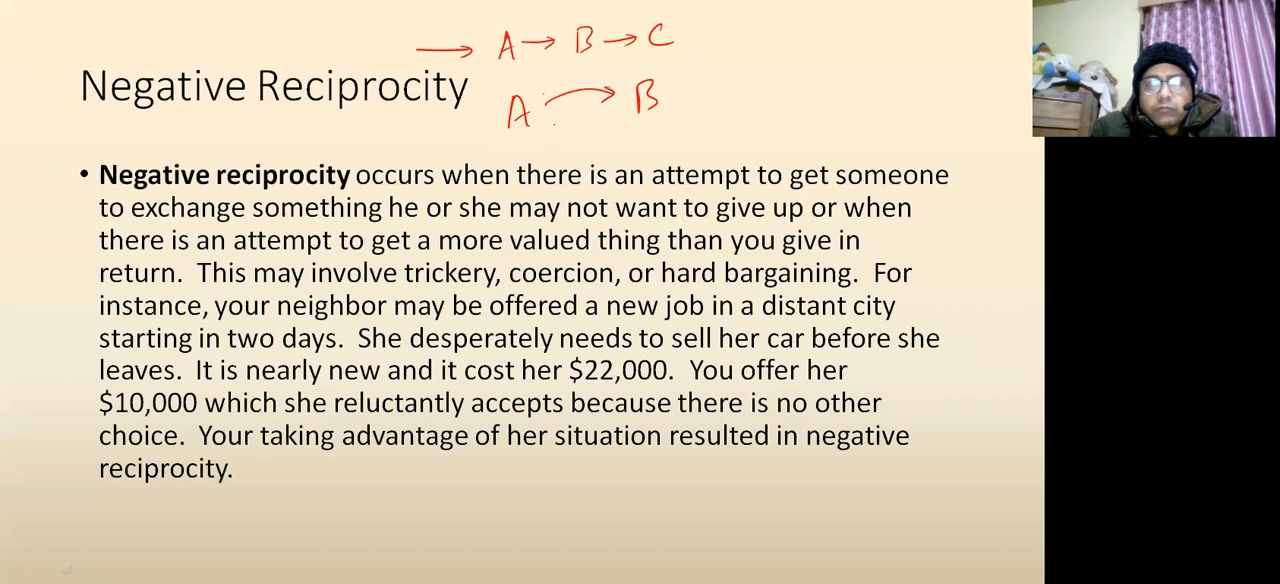 → A → B → C
Negative Reciprocity
A → B
• Negative reciprocity occurs when there is an attempt to get someone
to exchange something he or she may not want to give up or when
there is an attempt to get a more valued thing than you give in
return. This may involve trickery, coercion, or hard bargaining. For
instance, your neighbor may be offered a new job in a distant city
starting in two days. She desperately needs to sell her car before she
leaves. It is nearly new and it cost her $22,000. You offer her
$10,000 which she reluctantly accepts because there is no other
choice. Your taking advantage of her situation resulted in negative
reciprocity.